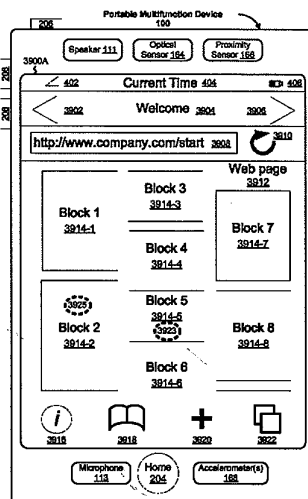 Portable Multifunction Device
100
206
Speaker 111
Optical
Sensor 164
Proximity
Sensor 166
3900A
208
208
402
Current Time 404
406
3902
Welcome 3904
3906
http://www.company.com/start 3908
3910
Web page
3912
Block 1
3914-1
Block 3
3914-3
Block 7
3914-7
Block 4
3914-4
3925
Block 2
3914-2
Block 5
3914-5
3923
Block 8
3914-8
Block 6
3914-6
i
3916
3918
3920
3922
Microphone
113
Home
204
Accelerometer(s)
168